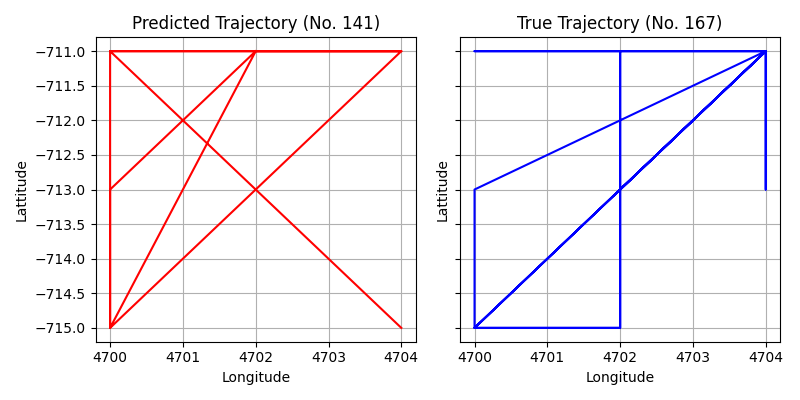 Predicted Trajectory (No. 141)
True Trajectory (No. 167)
Lattitude
−711.0
−711.5
−712.0
−712.5
−713.0
−713.5
−714.0
−714.5
−715.0
4700 4701 4702 4703 4704
Longitude
Lattitude
4700 4701 4702 4703 4704
Longitude